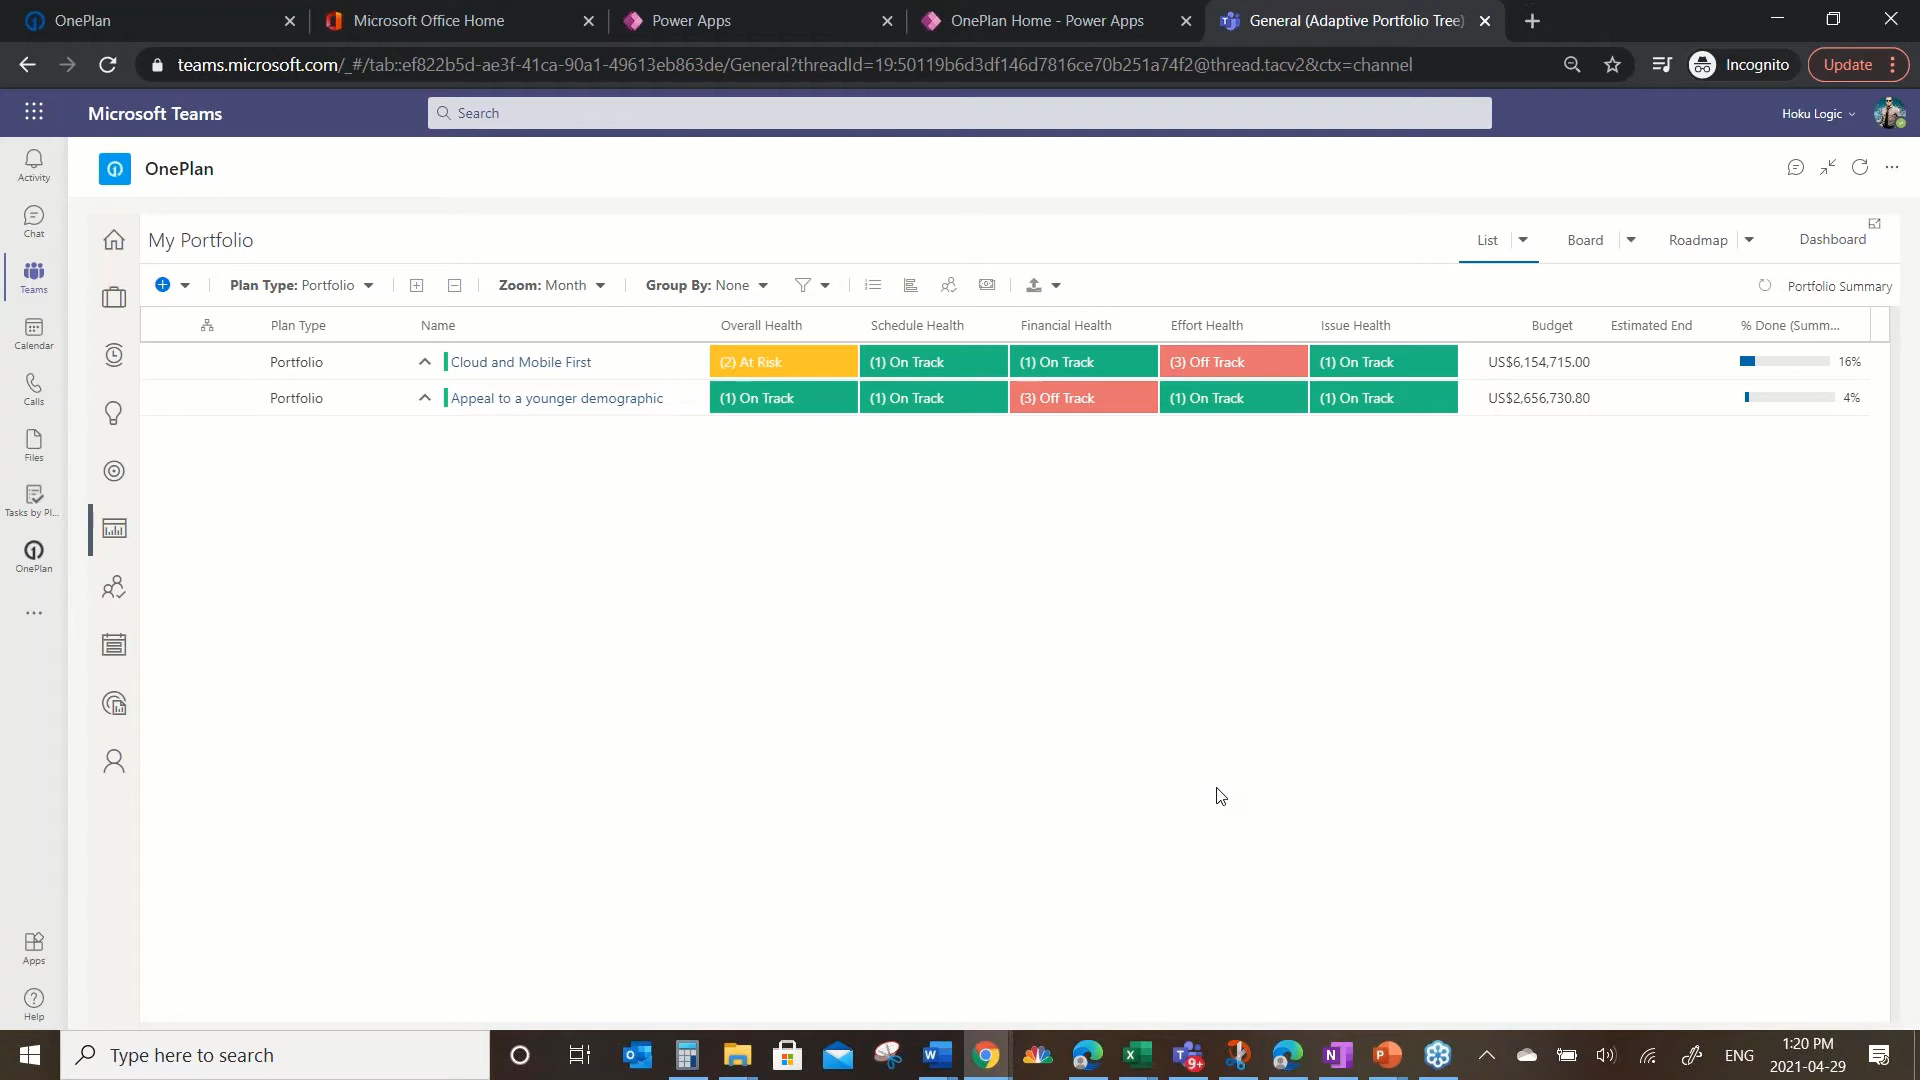 OnePlan
Microsoft Office Home
Power Apps
OnePlan Home - Power Apps
General (Adaptive Portfolio Tree)
teams.microsoft.com/_#/tab::ef822b5d-ae3f-41ca-90a1-49613eb863de/General?threadId=19:50119b6d3df146d7816ce70b251a74f2@thread.tacv2&ctx=channel
Incognito
Update
Microsoft Teams
Search
Hoku Logic
Activity
Chat
Teams
Calendar
Calls
Files
Tasks by Pl...
OnePlan
Apps
Help
OnePlan
My Portfolio
List
Board
Roadmap
Dashboard
Plan Type: Portfolio
Zoom: Month
Group By: None
Portfolio Summary
Plan Type Name Overall Health Schedule Health Financial Health Effort Health Issue Health Budget Estimated End % Done (Summ...
Portfolio Cloud and Mobile First (2) At Risk (1) On Track (1) On Track (3) Off Track (1) On Track US$6,154,715.00 16%
Portfolio Appeal to a younger demographic (1) On Track (1) On Track (3) Off Track (1) On Track (1) On Track US$2,656,730.80 4%
Type here to search
9+
ENG
1:20 PM
2021-04-29